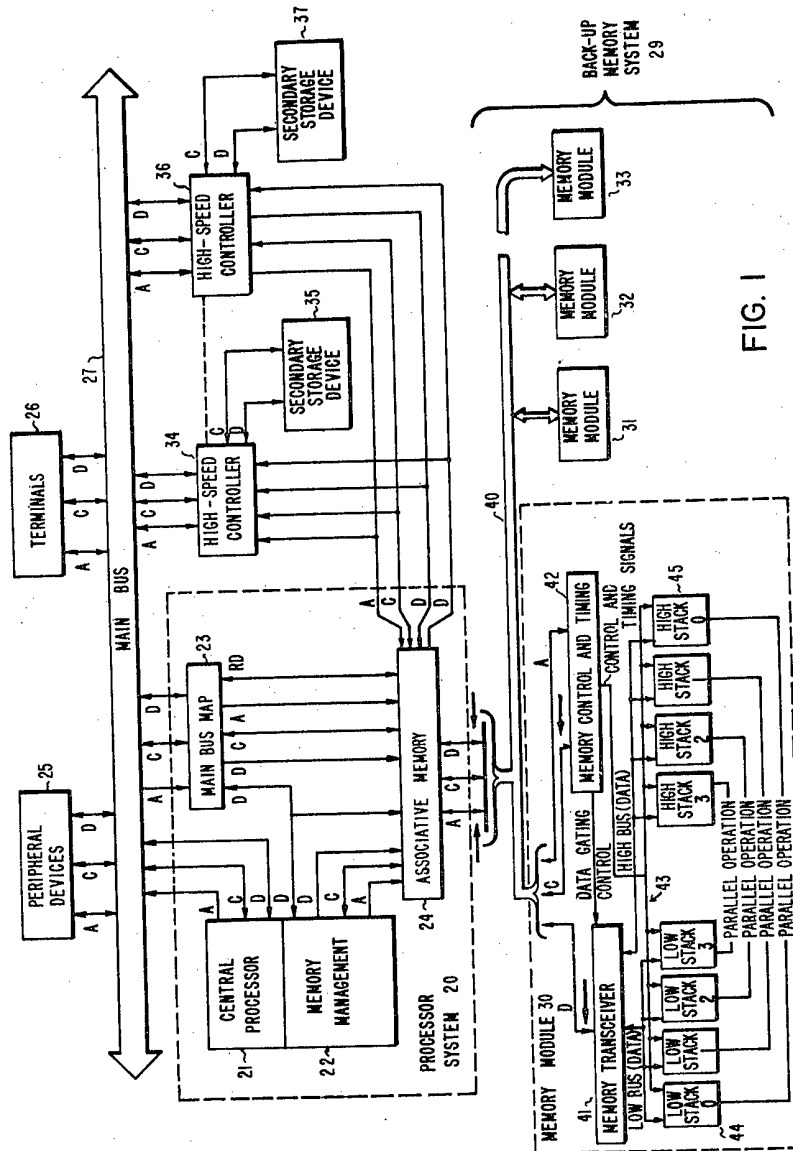 PERIPHERAL DEVICES
25
A
C
D
TERMINALS
26
A
C
D
27
MAIN BUS
A
C
D
D
A
C
D
23
MAIN BUS MAP
D
D
C
A
RD
CENTRAL PROCESSOR
MEMORY MANAGEMENT
21
22
C
A
24
ASSOCIATIVE MEMORY
A
C
D
D
PROCESSOR SYSTEM 20
A
C
D
A
C
D
34
HIGH-SPEED CONTROLLER
C
D
35
SECONDARY STORAGE DEVICE
A
C
D
36
HIGH-SPEED CONTROLLER
C
D
37
SECONDARY STORAGE DEVICE
BACK-UP MEMORY SYSTEM 29
40
MEMORY MODULE
31
MEMORY MODULE
32
MEMORY MODULE
33
MEMORY MODULE 30
D
C
A
41
MEMORY TRANSCEIVER
DATA GATING CONTROL
42
MEMORY CONTROL AND TIMING
CONTROL AND TIMING SIGNALS
LOW BUS (DATA)
HIGH BUS (DATA)
43
44
LOW STACK 0
LOW STACK 1
LOW STACK 2
LOW STACK 3
HIGH STACK 3
HIGH STACK 2
HIGH STACK 1
HIGH STACK 0
45
PARALLEL OPERATION
PARALLEL OPERATION
PARALLEL OPERATION
PARALLEL OPERATION
FIG. 1